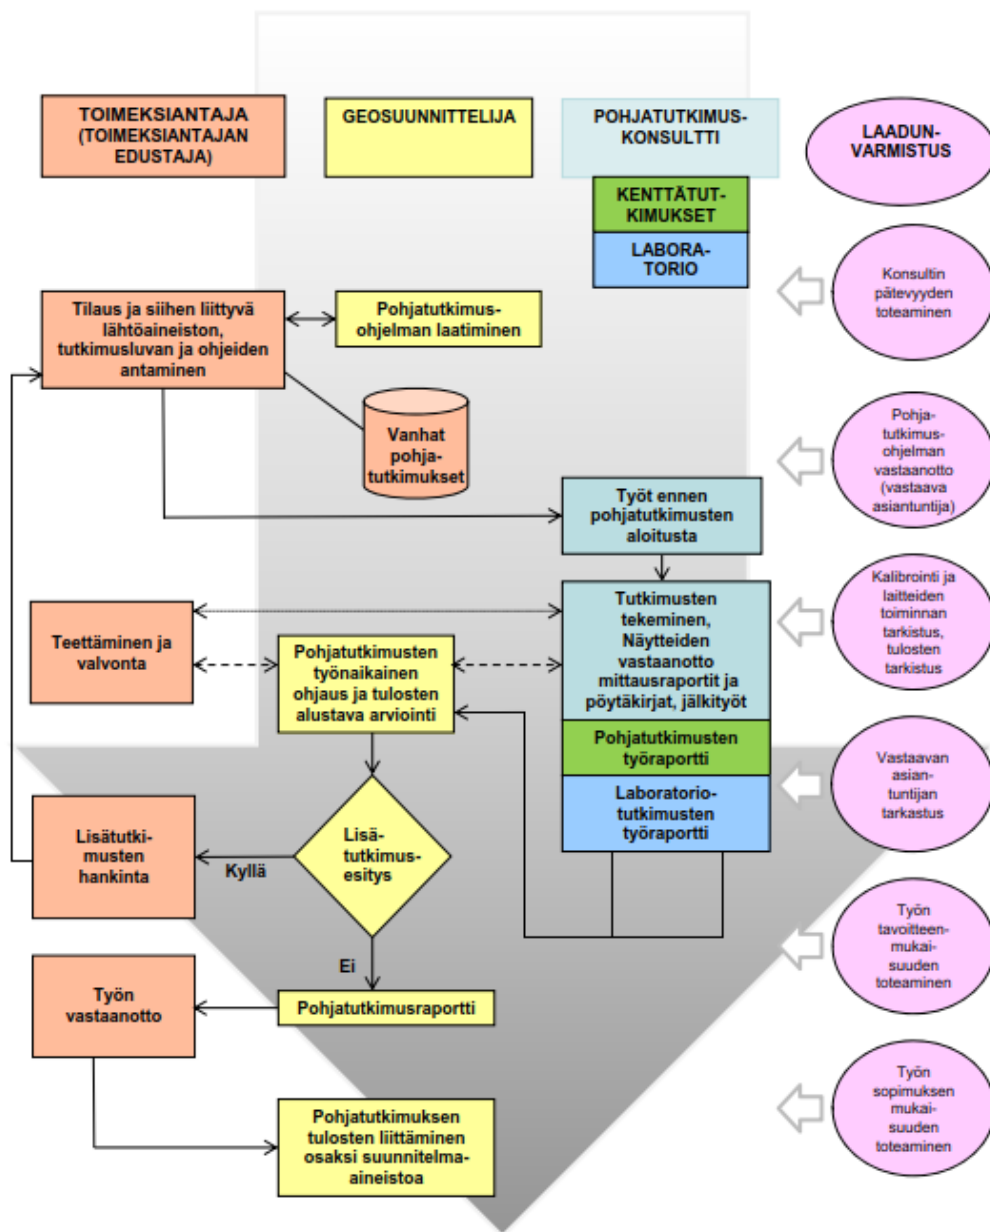 TOIMEKSIANTAJA
(TOIMEKSIANTAJAN
EDUSTAJA)
GEOSUUNNITTELIJA
POHJATUTKIMUS-
KONSULTTI
KENTTÄTUT-
KIMUKSET
LABORA-
TORIO
LAADUN-
VARMISTUS
Konsultin
pätevyyden
toteaminen
Tilaus ja siihen liittyvä
lähtöaineiston,
tutkimusluvan ja ohjeiden
antaminen
Pohjatutkimus-
ohjelman laatiminen
Vanhat
pohja-
tutkimukset
Pohja-
tutkimus-
ohjelman
vastaanotto
(vastaava
asiantuntija)
Työt ennen
pohjatutkimusten
aloitusta
Teettäminen ja
valvonta
Pohjatutkimusten
työnaikainen
ohjaus ja tulosten
alustava arviointi
Tutkimusten
tekeminen,
Näytteiden
vastaanotto
mittausraportit ja
pöytäkirjat, jälkityöt
Pohjatutkimusten
työraportti
Laboratorio-
tutkimusten
työraportti
Kalibrointi ja
laitteiden
toiminnan
tarkistus,
tulosten
tarkistus
Vastaavan
asian-
tuntijan
tarkastus
Lisätutki-
musten
hankinta
Kyllä
Lisä-
tutkimus-
esitys
Ei
Työn
tavoitteen-
mukai-
suuden
toteaminen
Työn
vastaanotto
Pohjatutkimusraportti
Pohjatutkimuksen
tulosten liittäminen
osaksi suunnitelma-
aineistoa
Työn
sopimuksen
mukai-
suuden
toteaminen